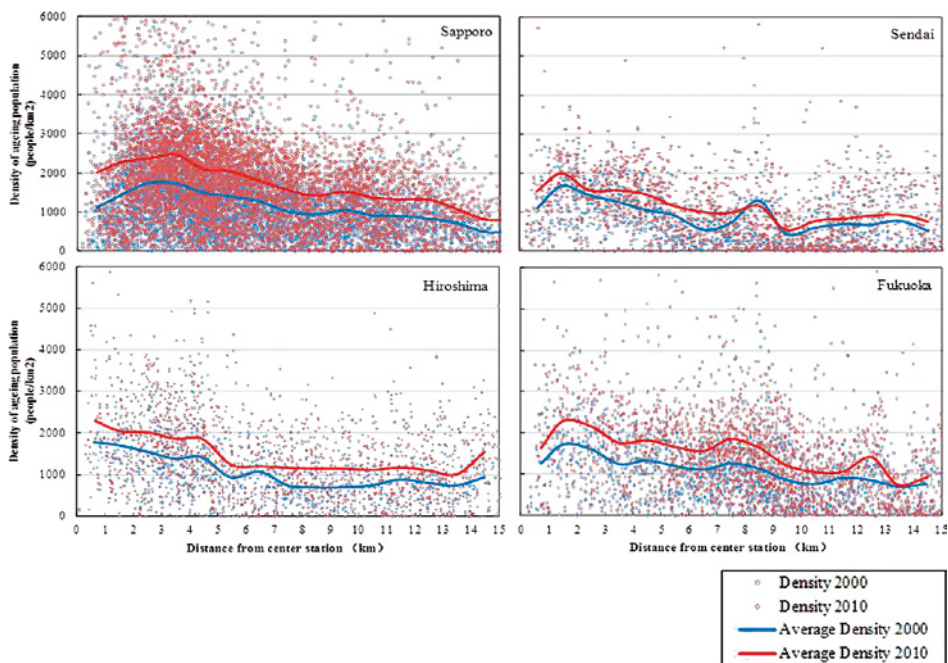 Sapporo
Sendai
Density of ageing population
(people/km2)
6000
5000
4000
3000
2000
1000
0
Hiroshima
Fukuoka
Density of ageing population
(people/km2)
6000
5000
4000
3000
2000
1000
0
0 1 2 3 4 5 6 7 8 9 10 11 12 13 14 15
0 1 2 3 4 5 6 7 8 9 10 11 12 13 14 15
Distance from center station （km）
Distance from center station （km）
Density 2000
Density 2010
Average Density 2000
Average Density 2010